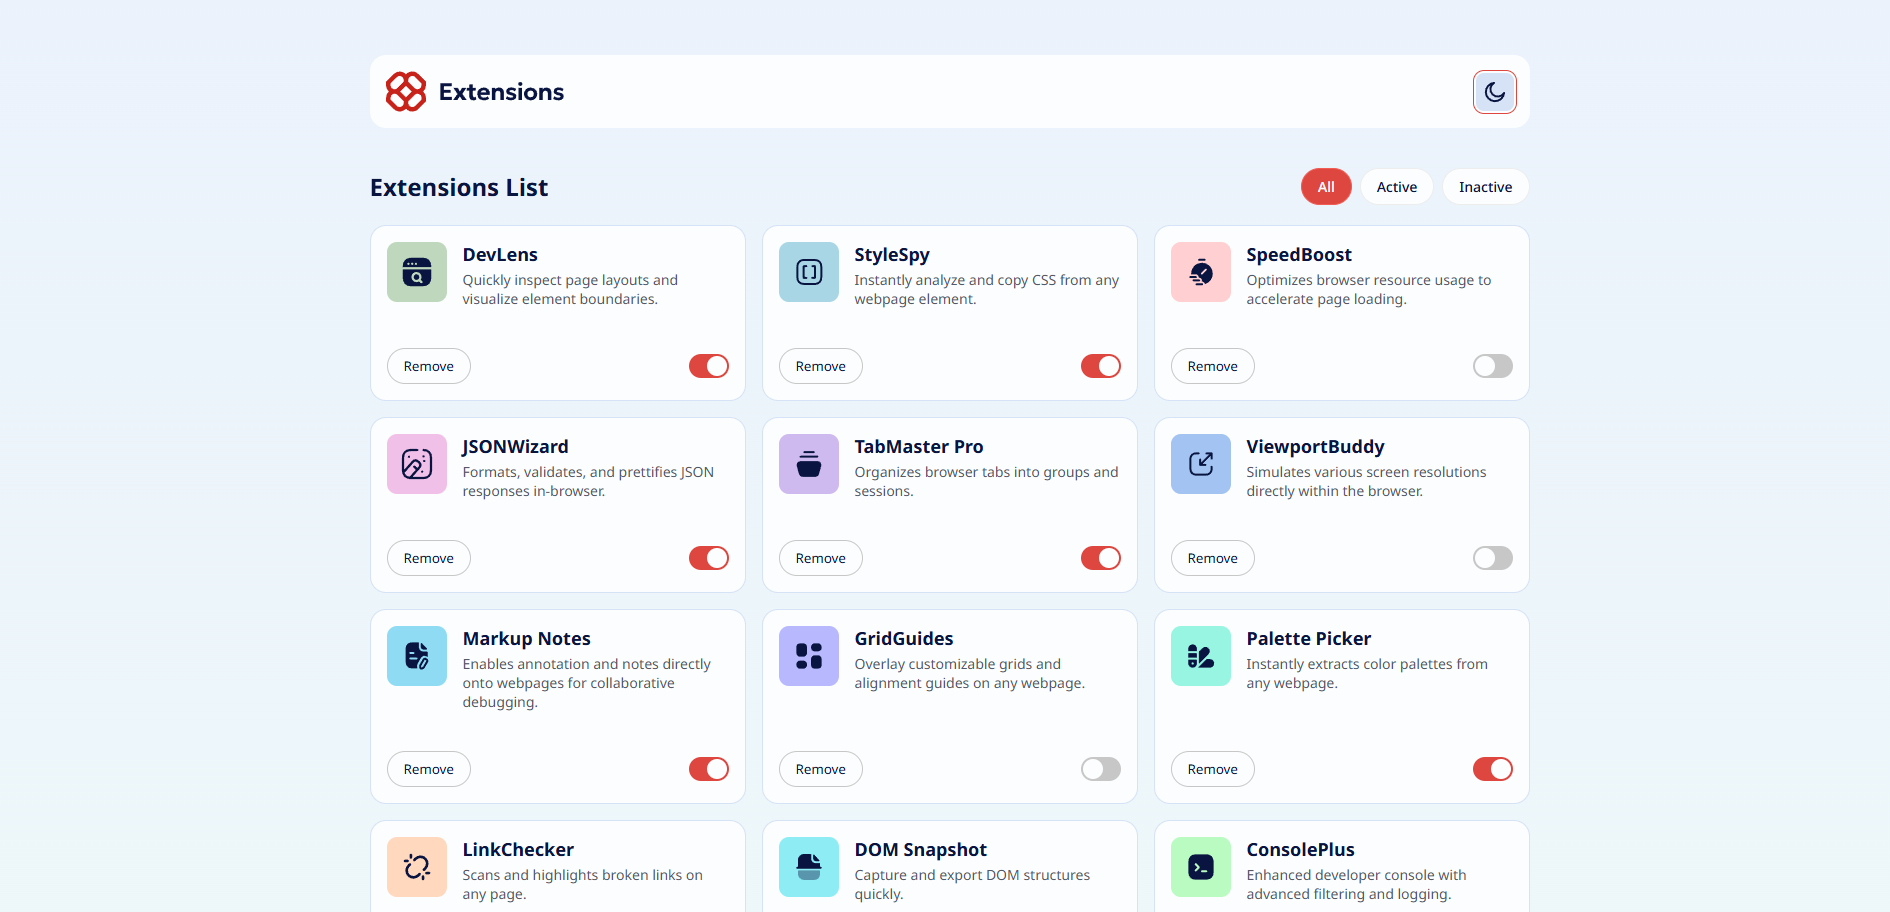 Extensions
Extensions List
All Active Inactive
DevLens
Quickly inspect page layouts and
visualize element boundaries.
Remove
StyleSpy
Instantly analyze and copy CSS from any
webpage element.
Remove
SpeedBoost
Optimizes browser resource usage to
accelerate page loading.
Remove
JSONWizard
Formats, validates, and prettifies JSON
responses in-browser.
Remove
TabMaster Pro
Organizes browser tabs into groups and
sessions.
Remove
ViewportBuddy
Simulates various screen resolutions
directly within the browser.
Remove
Markup Notes
Enables annotation and notes directly
onto webpages for collaborative
debugging.
Remove
GridGuides
Overlay customizable grids and
alignment guides on any webpage.
Remove
Palette Picker
Instantly extracts color palettes from
any webpage.
Remove
LinkChecker
Scans and highlights broken links on
any page.
DOM Snapshot
Capture and export DOM structures
quickly.
ConsolePlus
Enhanced developer console with
advanced filtering and logging.